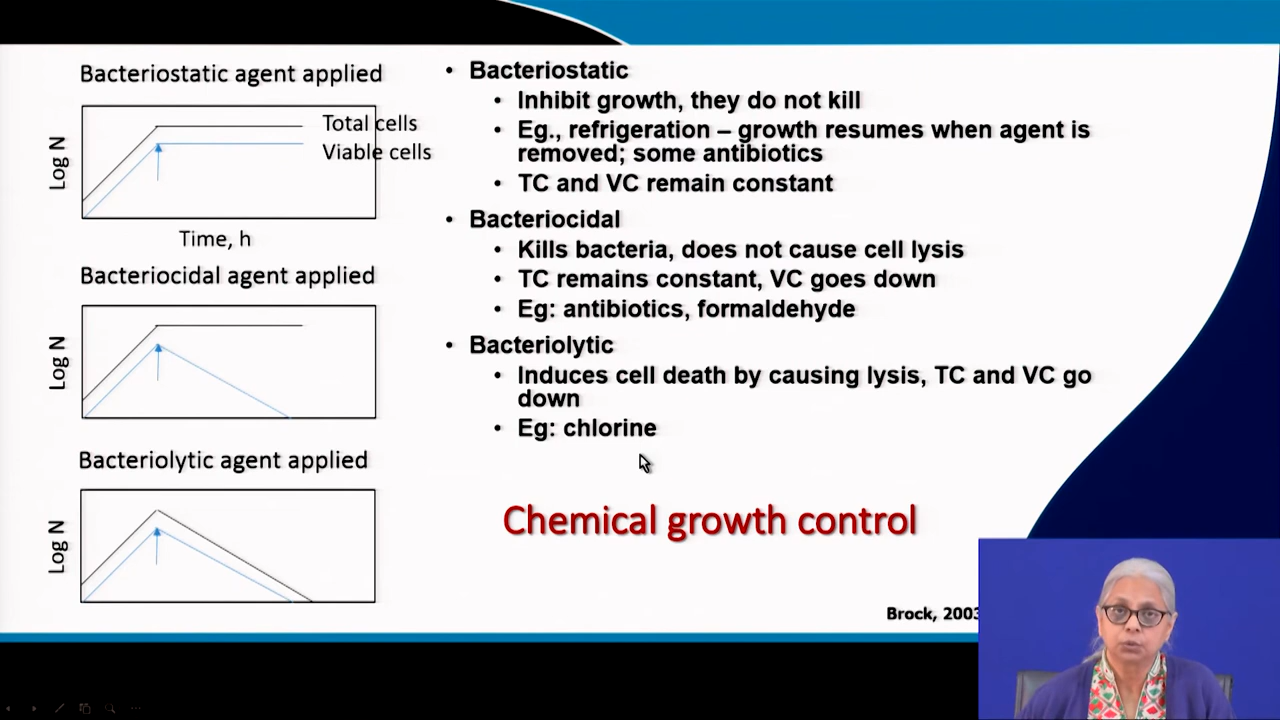 Bacteriostatic agent applied
Log N
Total cells
Viable cells
Time, h
Bacteriocidal agent applied
Log N
Bacteriolytic agent applied
Log N
• Bacteriostatic
• Inhibit growth, they do not kill
• Eg., refrigeration – growth resumes when agent is
removed; some antibiotics
• TC and VC remain constant
• Bacteriocidal
• Kills bacteria, does not cause cell lysis
• TC remains constant, VC goes down
• Eg: antibiotics, formaldehyde
• Bacteriolytic
• Induces cell death by causing lysis, TC and VC go
down
• Eg: chlorine
Chemical growth control
Brock, 2003